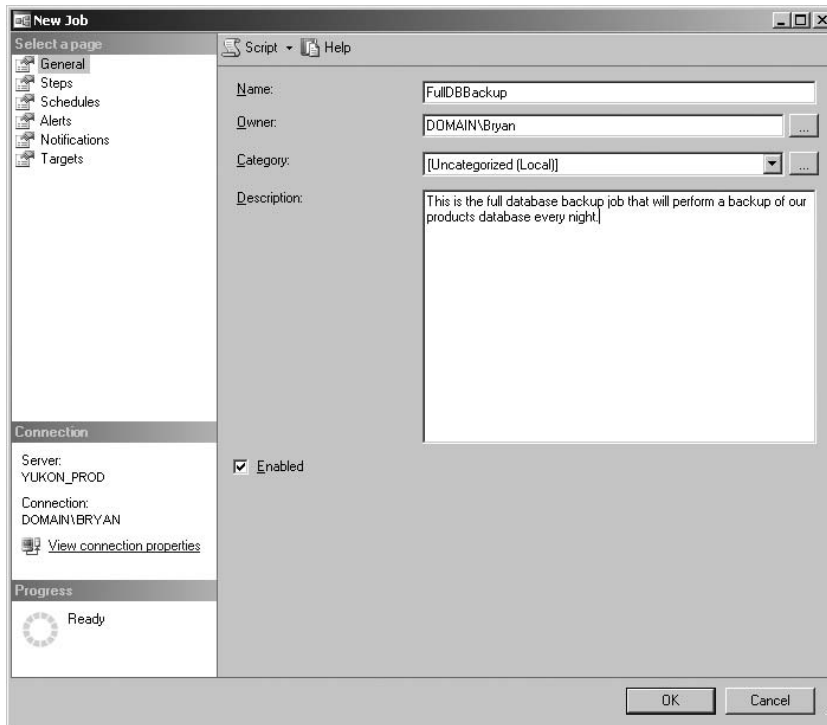 New Job
Select a page
General
Steps
Schedules
Alerts
Notifications
Targets
Script
Help
Name:
FullDBBackup
Owner:
DOMAIN\Bryan
...
Category:
[Uncategorized (Local)]
...
Description:
This is the full database backup job that will perform a backup of our
products database every night.
Enabled
Connection
Server:
YUKON_PROD
Connection:
DOMAIN\BRYAN
View connection properties
Progress
Ready
OK
Cancel